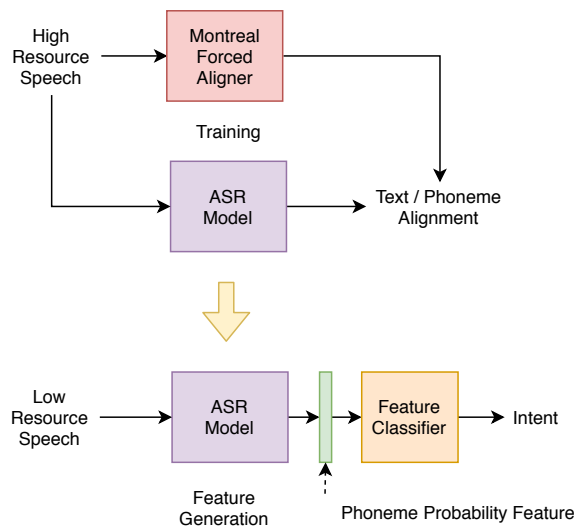 High
Resource
Speech
Montreal
Forced
Aligner
Training
ASR
Model
Text / Phoneme
Alignment
Low
Resource
Speech
ASR
Model
Feature
Classifier
Intent
Feature
Generation
Phoneme Probability Feature